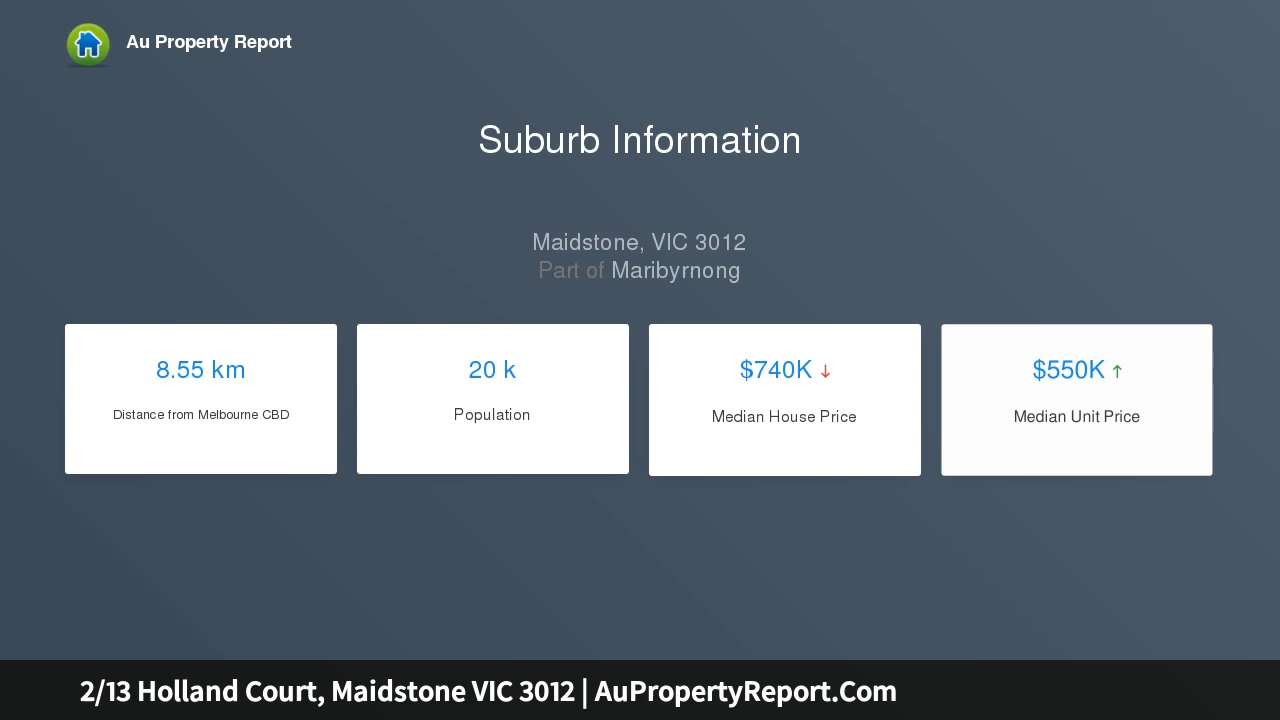 Au Property Report
Suburb Information
Maidstone, VIC 3012
Part of Maribyrnong
8.55 km
Distance from Melbourne CBD
20 k
Population
$740K ↓
Median House Price
$550K ↑
Median Unit Price
2/13 Holland Court, Maidstone VIC 3012 | AuPropertyReport.Com